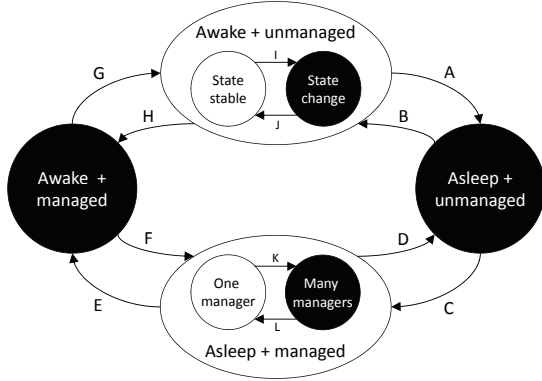 Awake + unmanaged
I
State
stable
State
change
J
G
A
H
B
Awake +
managed
Asleep +
unmanaged
F
D
K
One
manager
Many
managers
L
E
C
Asleep + managed